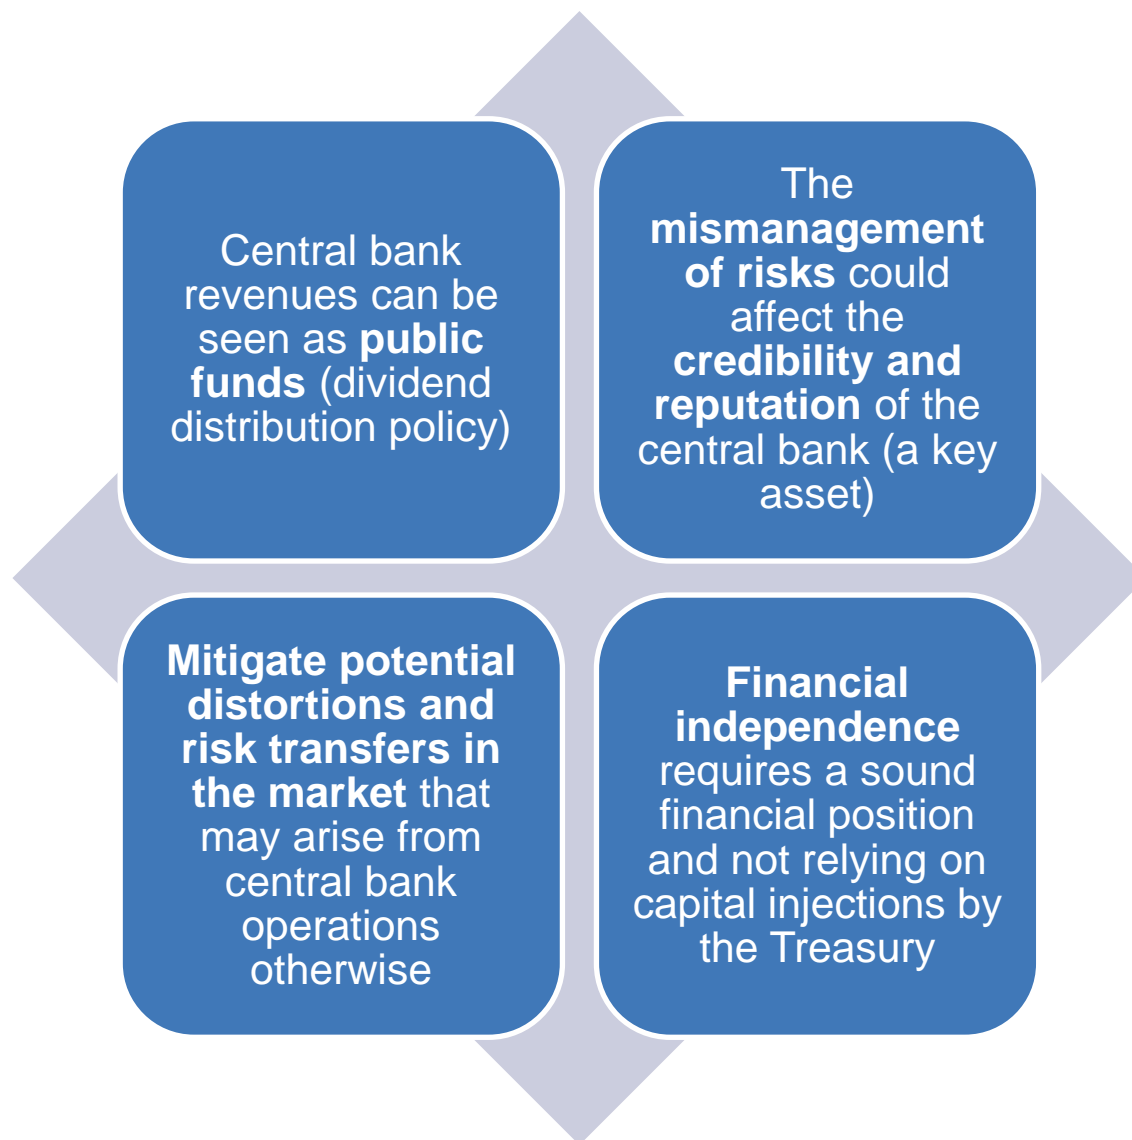 Central bank
revenues can be
seen as public
funds (dividend
distribution policy)
The
mismanagement
of risks could
affect the
credibility and
reputation of the
central bank (a key
asset)
Mitigate potential
distortions and
risk transfers in
the market that
may arise from
central bank
operations
otherwise
Financial
independence
requires a sound
financial position
and not relying on
capital injections by
the Treasury